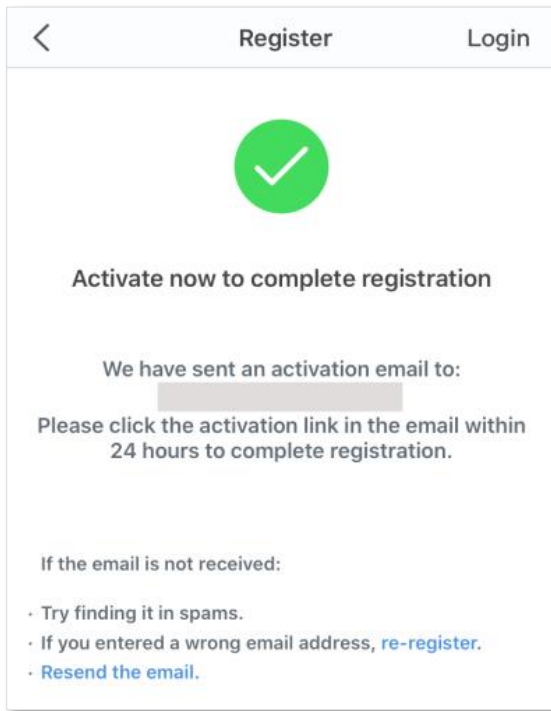 Register Login
Activate now to complete registration
We have sent an activation email to:
Please click the activation link in the email within
24 hours to complete registration.
If the email is not received:
· Try finding it in spams.
· If you entered a wrong email address, re-register.
· Resend the email.